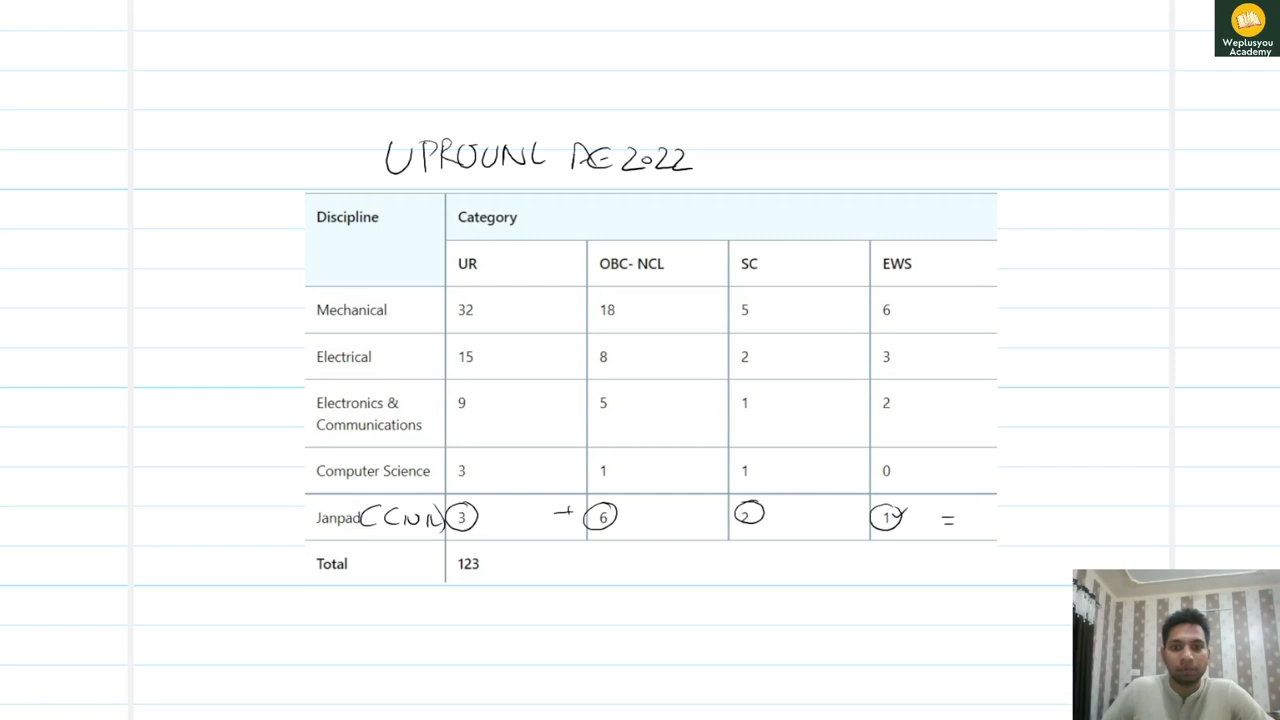 Weplusyou
Academy
UPRVUNL AE 2022
Discipline Category
UR OBC- NCL SC EWS
Mechanical 32 18 5 6
Electrical 15 8 2 3
Electronics & 9 5 1 2
Communications
Computer Science 3 1 1 0
Janpad 3 + 6 2 1 =
Total 123